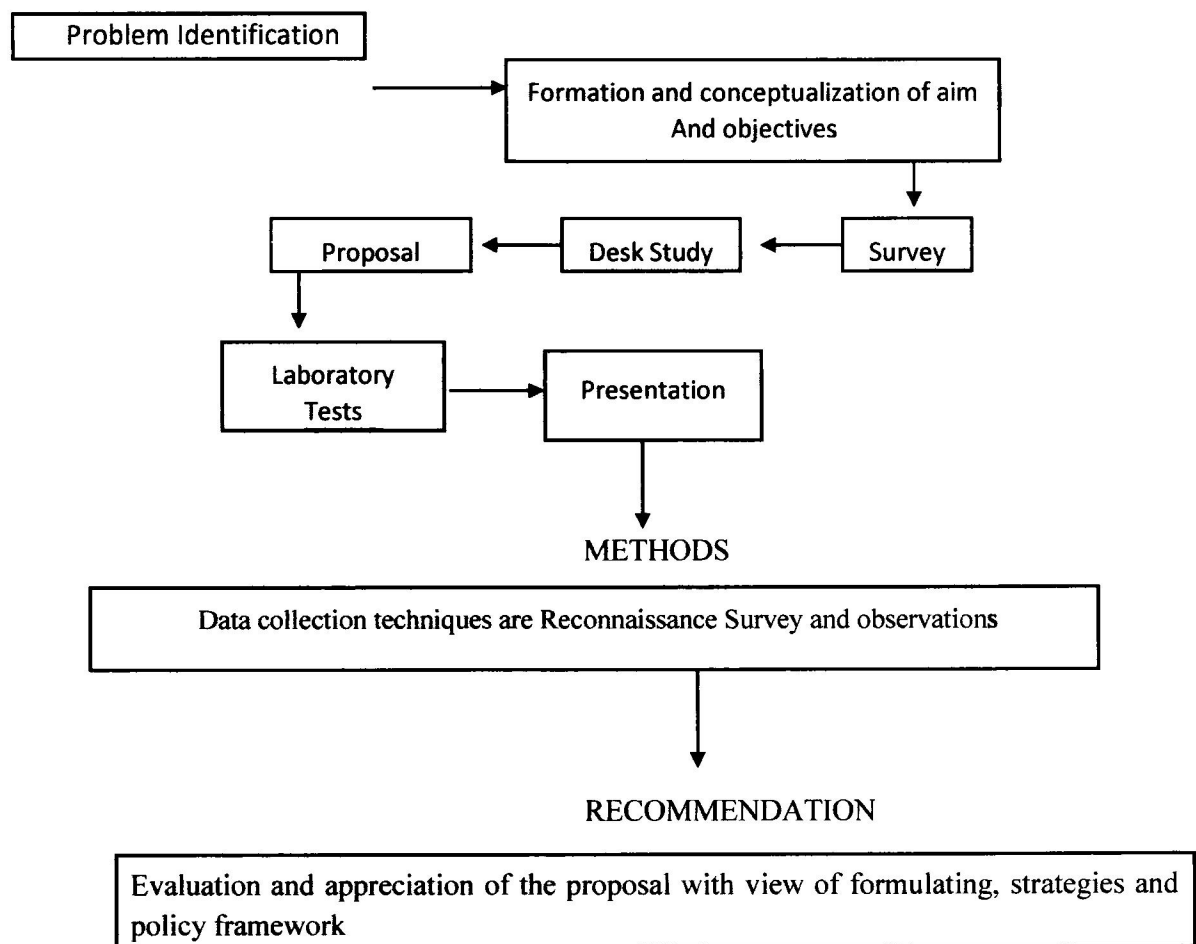 Problem Identification
Formation and conceptualization of aim
And objectives
Survey
Desk Study
Proposal
Laboratory
Tests
Presentation
METHODS
Data collection techniques are Reconnaissance Survey and observations
RECOMMENDATION
Evaluation and appreciation of the proposal with view of formulating, strategies and
policy framework